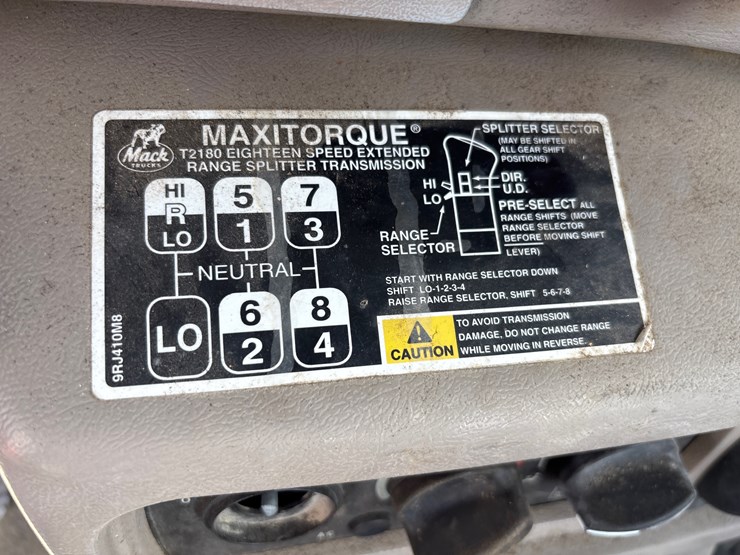 Mack
TRUCKS
MAXITORQUE®
T2180 EIGHTEEN SPEED EXTENDED
RANGE SPLITTER TRANSMISSION
HI
R
LO
5
1
7
3
NEUTRAL
LO
6
2
8
4
9RJ410M8
SPLITTER SELECTOR
(MAY BE SHIFTED IN
ALL GEAR SHIFT
POSITIONS)
HI
LO
DIR.
U.D.
RANGE
SELECTOR
PRE-SELECT ALL
RANGE SHIFTS (MOVE
RANGE SELECTOR
BEFORE MOVING SHIFT
LEVER)
START WITH RANGE SELECTOR DOWN
SHIFT LO-1-2-3-4
RAISE RANGE SELECTOR, SHIFT 5-6-7-8
CAUTION
TO AVOID TRANSMISSION
DAMAGE, DO NOT CHANGE RANGE
WHILE MOVING IN REVERSE.